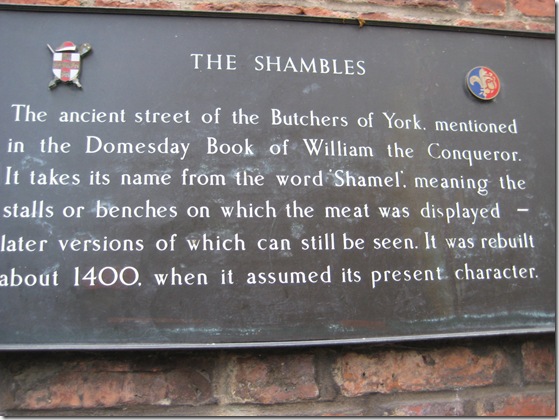 THE SHAMBLES
The ancient street of the Butchers of York, mentioned
in the Domesday Book of William the Conqueror.
It takes its name from the word 'Shamel', meaning the
stalls or benches on which the meat was displayed –
later versions of which can still be seen. It was rebuilt
about 1400, when it assumed its present character.